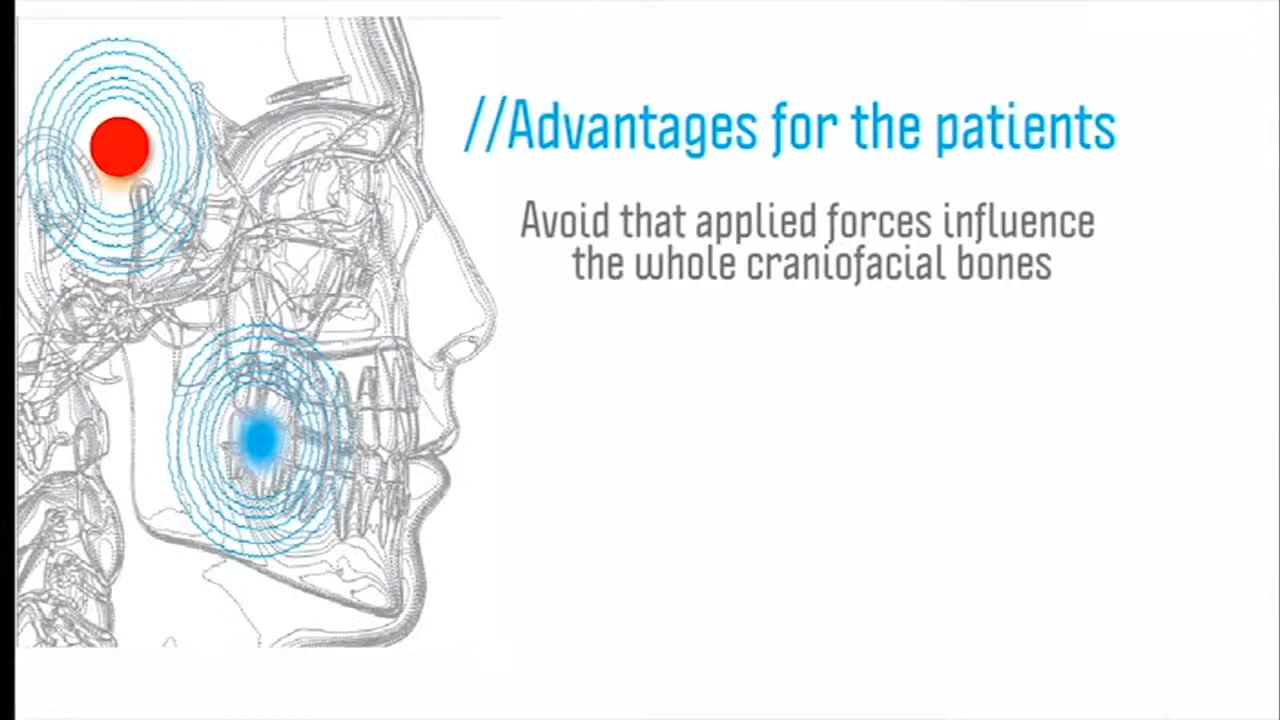 //Advantages for the patients
Avoid that applied forces influence
the whole craniofacial bones